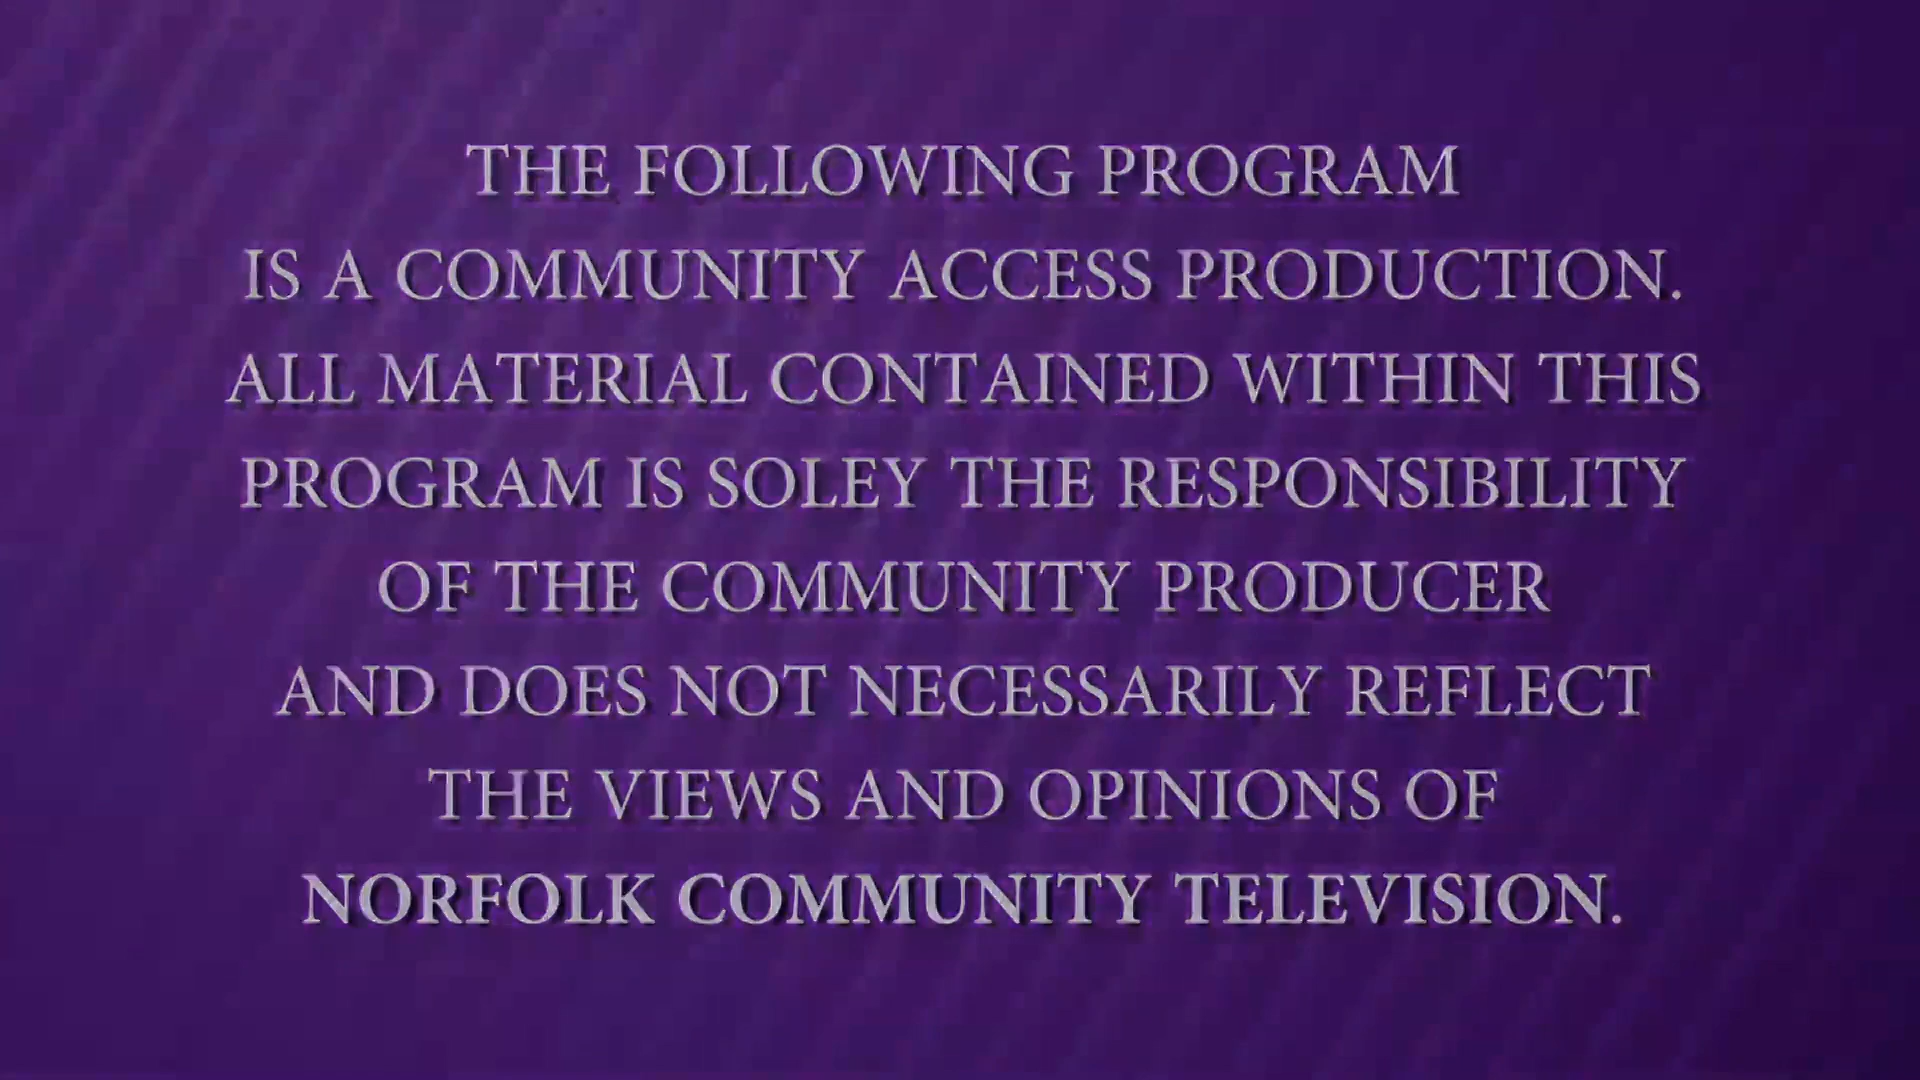 THE FOLLOWING PROGRAM
IS A COMMUNITY ACCESS PRODUCTION.
ALL MATERIAL CONTAINED WITHIN THIS
PROGRAM IS SOLEY THE RESPONSIBILITY
OF THE COMMUNITY PRODUCER
AND DOES NOT NECESSARILY REFLECT
THE VIEWS AND OPINIONS OF
NORFOLK COMMUNITY TELEVISION.